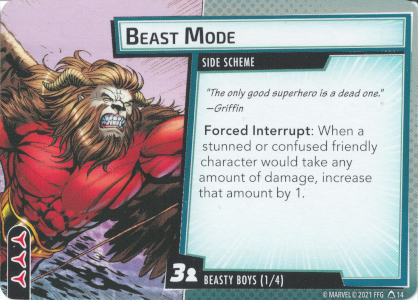 BEAST MODE
SIDE SCHEME
"The only good superhero is a dead one."
—Griffin
Forced Interrupt: When a
stunned or confused friendly
character would take any
amount of damage, increase
that amount by 1.
3
BEASTY BOYS (1/4)
© MARVEL © 2021 FFG 14